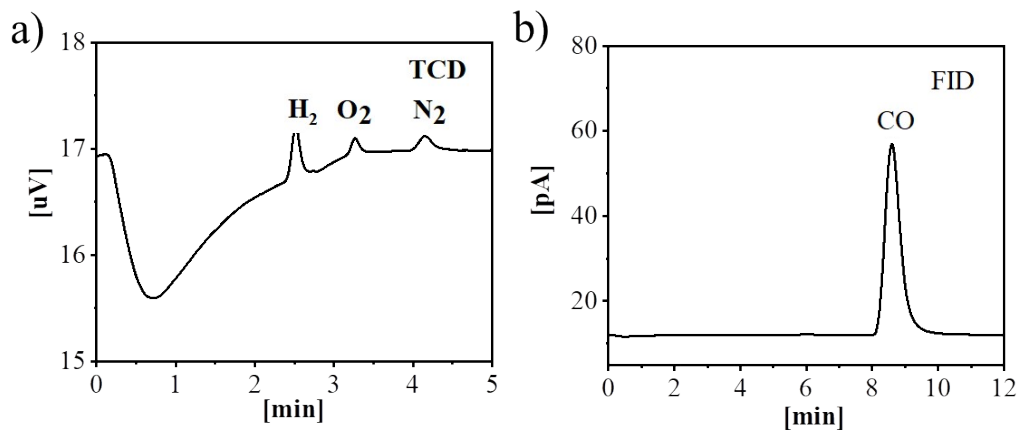 a)
18
17
16
15
[uV]
TCD
H₂ O₂ N₂
0 1 2 3 4 5
[min]
b)
80
60
40
20
[pA]
FID
CO
0 2 4 6 8 10 12
[min]